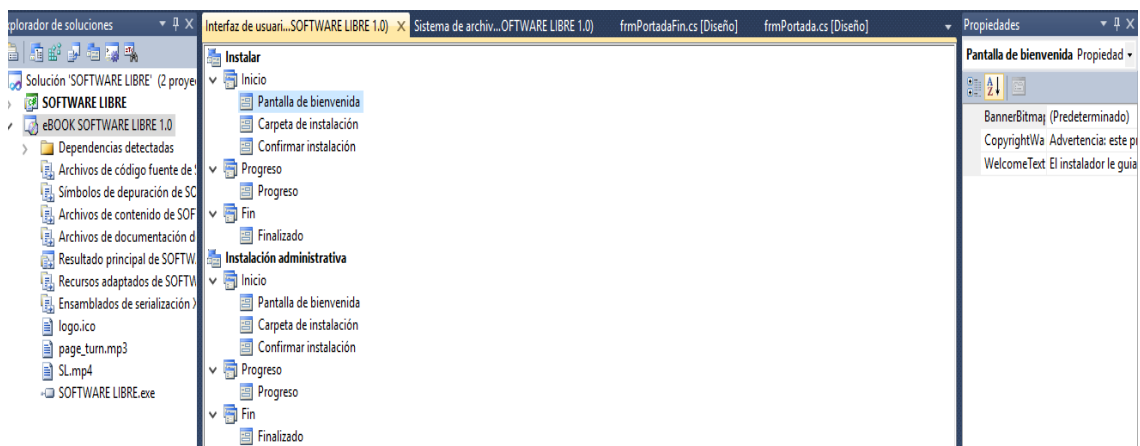 plorador de soluciones
Solución 'SOFTWARE LIBRE' (2 proye
SOFTWARE LIBRE
eBOOK SOFTWARE LIBRE 1.0
Dependencias detectadas
Archivos de código fuente de
Símbolos de depuración de SC
Archivos de contenido de SOF
Archivos de documentación d
Resultado principal de SOFTW
Recursos adaptados de SOFTW
Ensamblados de serialización
logo.ico
page_turn.mp3
SL.mp4
SOFTWARE LIBRE.exe
Interfaz de usuari...SOFTWARE LIBRE 1.0) Sistema de archiv...OFTWARE LIBRE 1.0) frmPortadaFin.cs [Diseño] frmPortada.cs [Diseño]
Instalar
Inicio
Pantalla de bienvenida
Carpeta de instalación
Confirmar instalación
Progreso
Progreso
Fin
Finalizado
Instalación administrativa
Inicio
Pantalla de bienvenida
Carpeta de instalación
Confirmar instalación
Progreso
Progreso
Fin
Finalizado
Propiedades
Pantalla de bienvenida Propiedad
BannerBitmap (Predeterminado)
CopyrightWa Advertencia: este pr
WelcomeText El instalador le guia